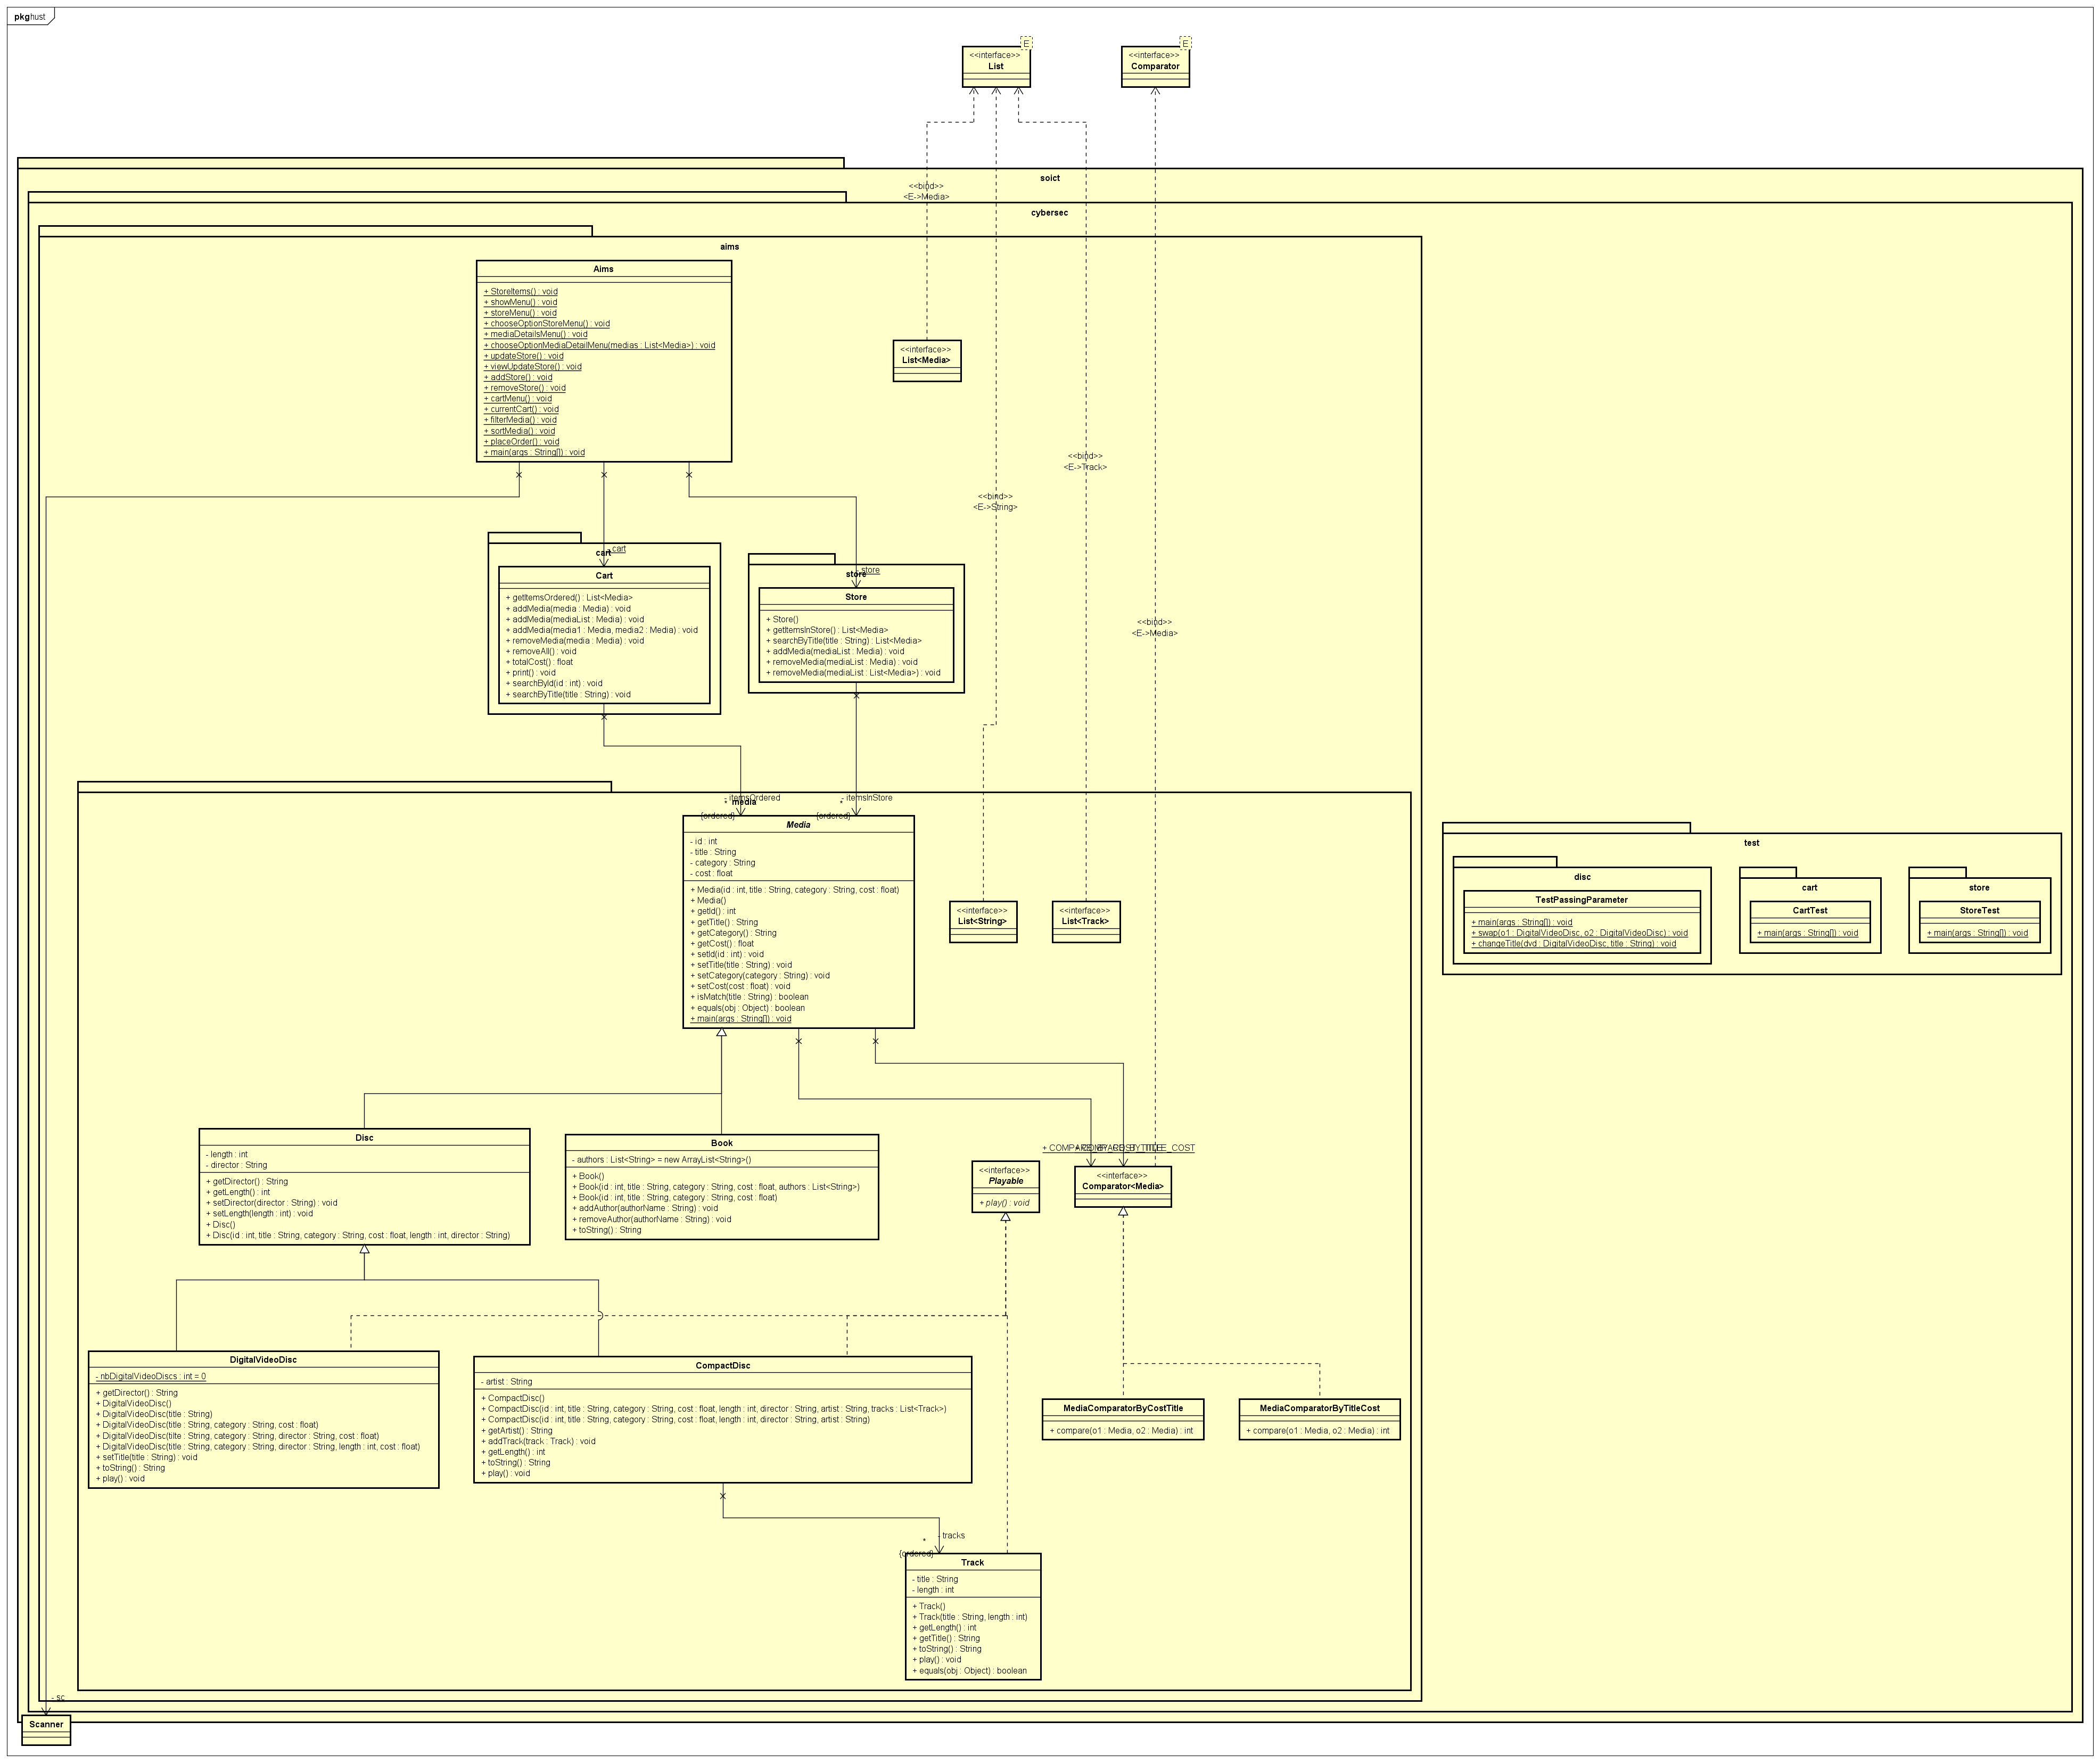 pkg hust
E
<<interface>>
List
E
<<interface>>
Comparator
soict
<<bind>>
<E->Media>
cybersec
aims
Aims
+ StoreItems() : void
+ showMenu() : void
+ storeMenu() : void
+ chooseOptionStoreMenu() : void
+ mediaDetailsMenu() : void
+ chooseOptionMediaDetailMenu(medias : List<Media>) : void
+ updateStore() : void
+ viewUpdateStore() : void
+ addStore() : void
+ removeStore() : void
+ cartMenu() : void
+ currentCart() : void
+ filterMedia() : void
+ sortMedia() : void
+ placeOrder() : void
+ main(args : String[]) : void
<<interface>>
List<Media>
<<bind>>
<E->Track>
<<bind>>
<E->String>
<<bind>>
<E->Media>
cart
- cart
Cart
+ getItemsOrdered() : List<Media>
+ addMedia(media : Media) : void
+ addMedia(mediaList : Media) : void
+ addMedia(media1 : Media, media2 : Media) : void
+ removeMedia(media : Media) : void
+ removeAll() : void
+ totalCost() : float
+ print() : void
+ searchById(id : int) : void
+ searchByTitle(title : String) : void
store
- store
Store
+ Store()
+ getItemsInStore() : List<Media>
+ searchByTitle(title : String) : List<Media>
+ addMedia(mediaList : Media) : void
+ removeMedia(mediaList : Media) : void
+ removeMedia(mediaList : List<Media>) : void
media
- itemsOrdered
*
{ordered}
- itemsInStore
*
{ordered}
Media
- id : int
- title : String
- category : String
- cost : float
+ Media(id : int, title : String, category : String, cost : float)
+ Media()
+ getId() : int
+ getTitle() : String
+ getCategory() : String
+ getCost() : float
+ setId(id : int) : void
+ setTitle(title : String) : void
+ setCategory(category : String) : void
+ setCost(cost : float) : void
+ isMatch(title : String) : boolean
+ equals(obj : Object) : boolean
+ main(args : String[]) : void
<<interface>>
List<String>
<<interface>>
List<Track>
test
disc
TestPassingParameter
+ main(args : String[]) : void
+ swap(o1 : DigitalVideoDisc, o2 : DigitalVideoDisc) : void
+ changeTitle(dvd : DigitalVideoDisc, title : String) : void
cart
CartTest
+ main(args : String[]) : void
store
StoreTest
+ main(args : String[]) : void
Disc
- length : int
- director : String
+ getDirector() : String
+ getLength() : int
+ setDirector(director : String) : void
+ setLength(length : int) : void
+ Disc()
+ Disc(id : int, title : String, category : String, cost : float, length : int, director : String)
Book
- authors : List<String> = new ArrayList<String>()
+ Book()
+ Book(id : int, title : String, category : String, cost : float, authors : List<String>)
+ Book(id : int, title : String, category : String, cost : float)
+ addAuthor(authorName : String) : void
+ removeAuthor(authorName : String) : void
+ toString() : String
<<interface>>
Playable
+ play() : void
<<interface>>
Comparator<Media>
DigitalVideoDisc
- nbDigitalVideoDiscs : int = 0
+ getDirector() : String
+ DigitalVideoDisc()
+ DigitalVideoDisc(title : String)
+ DigitalVideoDisc(title : String, category : String, cost : float)
+ DigitalVideoDisc(tilte : String, category : String, director : String, cost : float)
+ DigitalVideoDisc(title : String, category : String, director : String, length : int, cost : float)
+ setTitle(title : String) : void
+ toString() : String
+ play() : void
CompactDisc
- artist : String
+ CompactDisc()
+ CompactDisc(id : int, title : String, category : String, cost : float, length : int, director : String, artist : String, tracks : List<Track>)
+ CompactDisc(id : int, title : String, category : String, cost : float, length : int, director : String, artist : String)
+ getArtist() : String
+ addTrack(track : Track) : void
+ getLength() : int
+ toString() : String
+ play() : void
MediaComparatorByCostTitle
+ compare(o1 : Media, o2 : Media) : int
MediaComparatorByTitleCost
+ compare(o1 : Media, o2 : Media) : int
- tracks
*
{ordered}
Track
- title : String
- length : int
+ Track()
+ Track(title : String, length : int)
+ getLength() : int
+ getTitle() : String
+ toString() : String
+ play() : void
+ equals(obj : Object) : boolean
- sc
Scanner